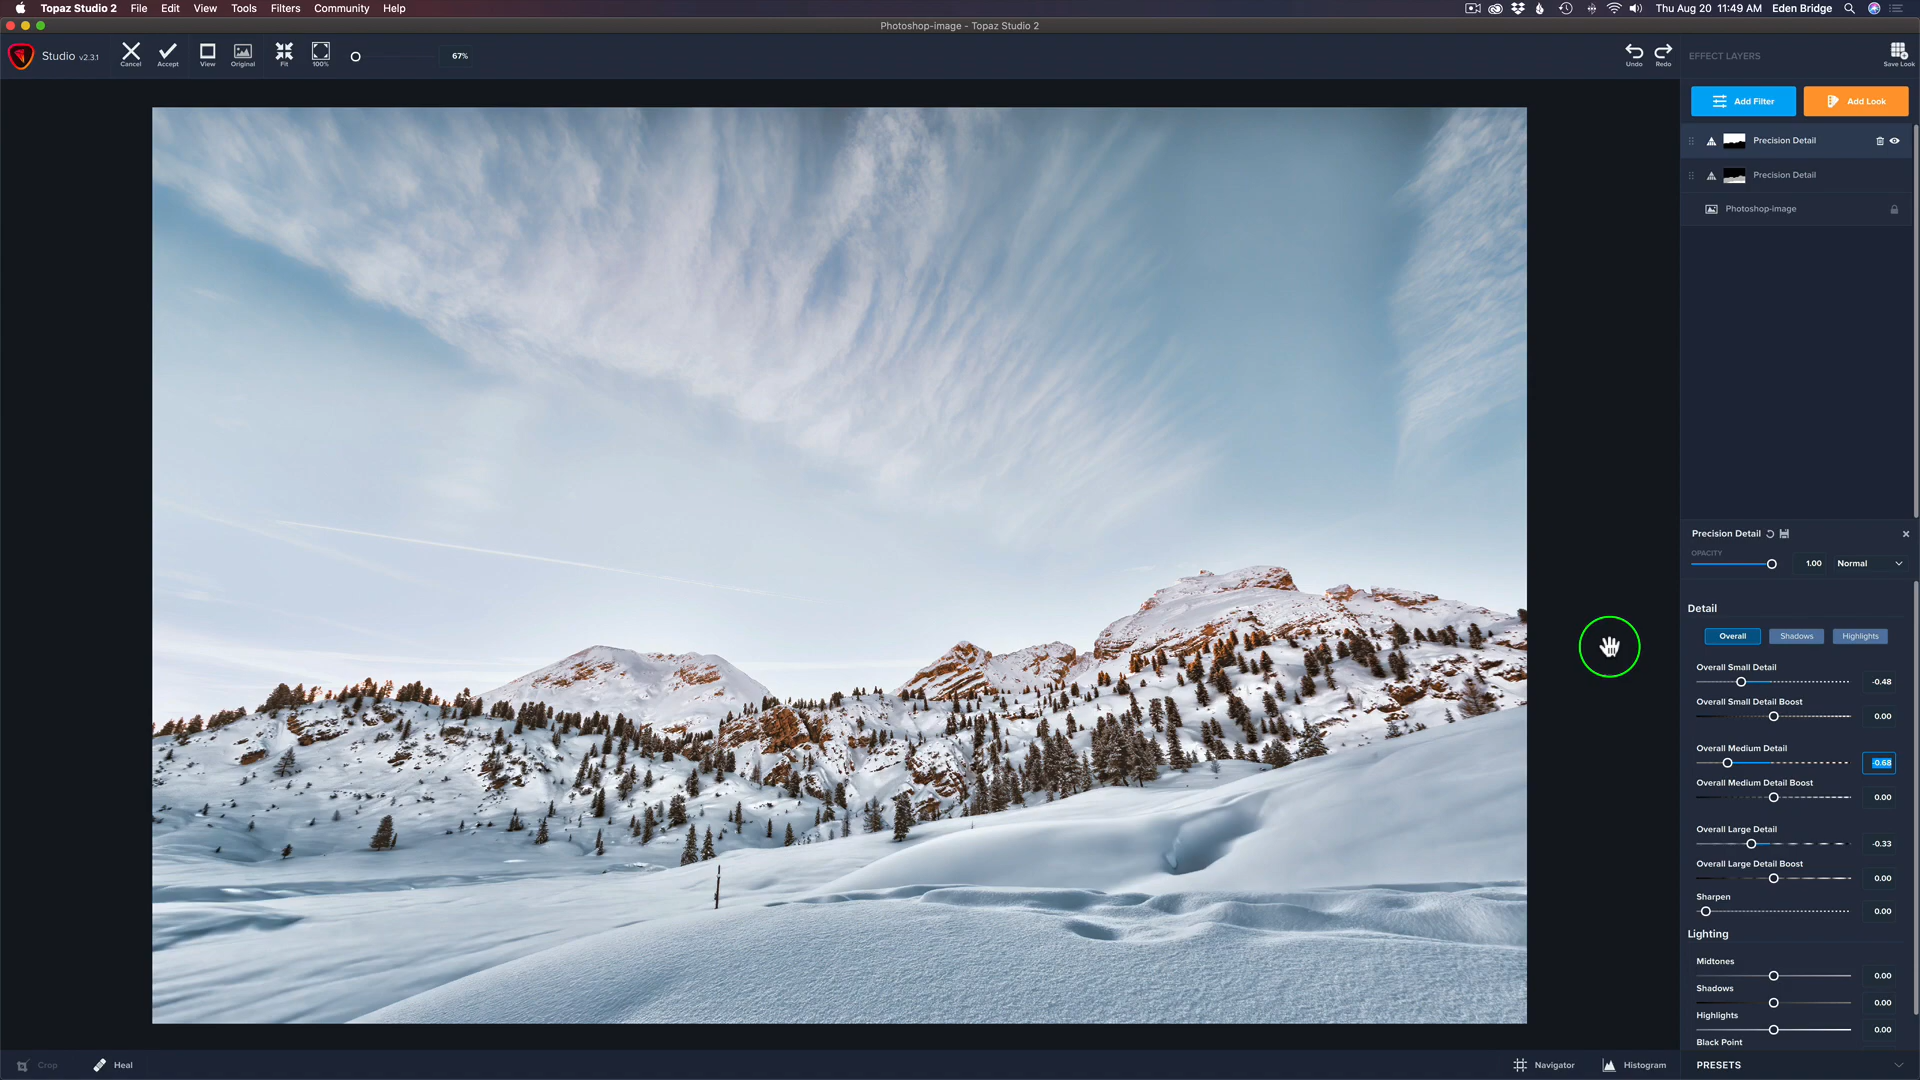 Topaz Studio 2 File Edit View Tools Filters Community Help Thu Aug 20 11:49 AM Eden Bridge
Photoshop-image - Topaz Studio 2
Studio v2.3.1 Cancel Accept View Original Fit 100% 67% Undo Redo EFFECT LAYERS Save Look
Add Filter Add Look
Precision Detail
Precision Detail
Photoshop-image
Precision Detail
OPACITY
1.00 Normal
Detail
Overall Shadows Highlights
Overall Small Detail
-0.48
Overall Small Detail Boost
0.00
Overall Medium Detail
-0.68
Overall Medium Detail Boost
0.00
Overall Large Detail
-0.33
Overall Large Detail Boost
0.00
Sharpen
0.00
Lighting
Midtones
0.00
Shadows
0.00
Highlights
0.00
Black Point
Crop Heal Navigator Histogram PRESETS